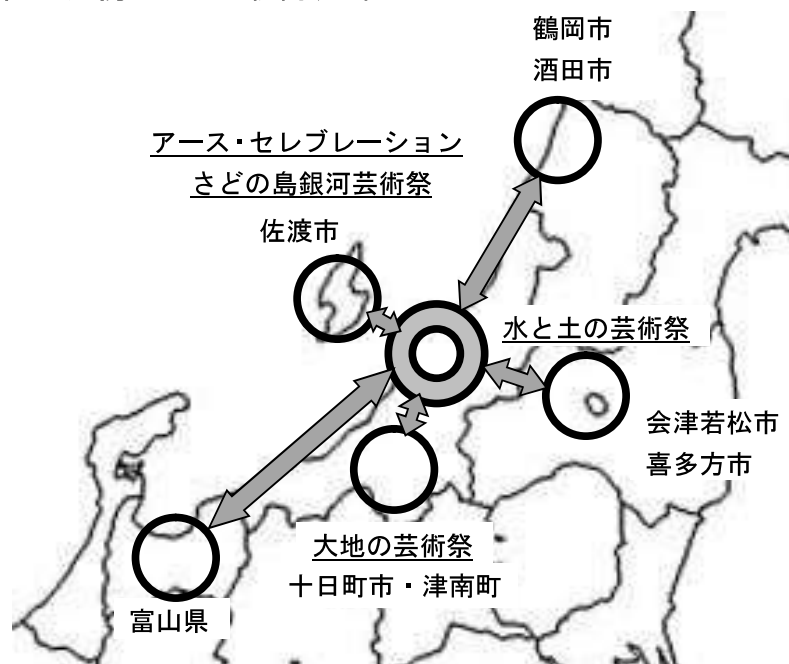 鶴岡市
酒田市
アース・セレブレーション
さどの島銀河芸術祭
佐渡市
水と土の芸術祭
会津若松市
喜多方市
大地の芸術祭
十日町市・津南町
富山県